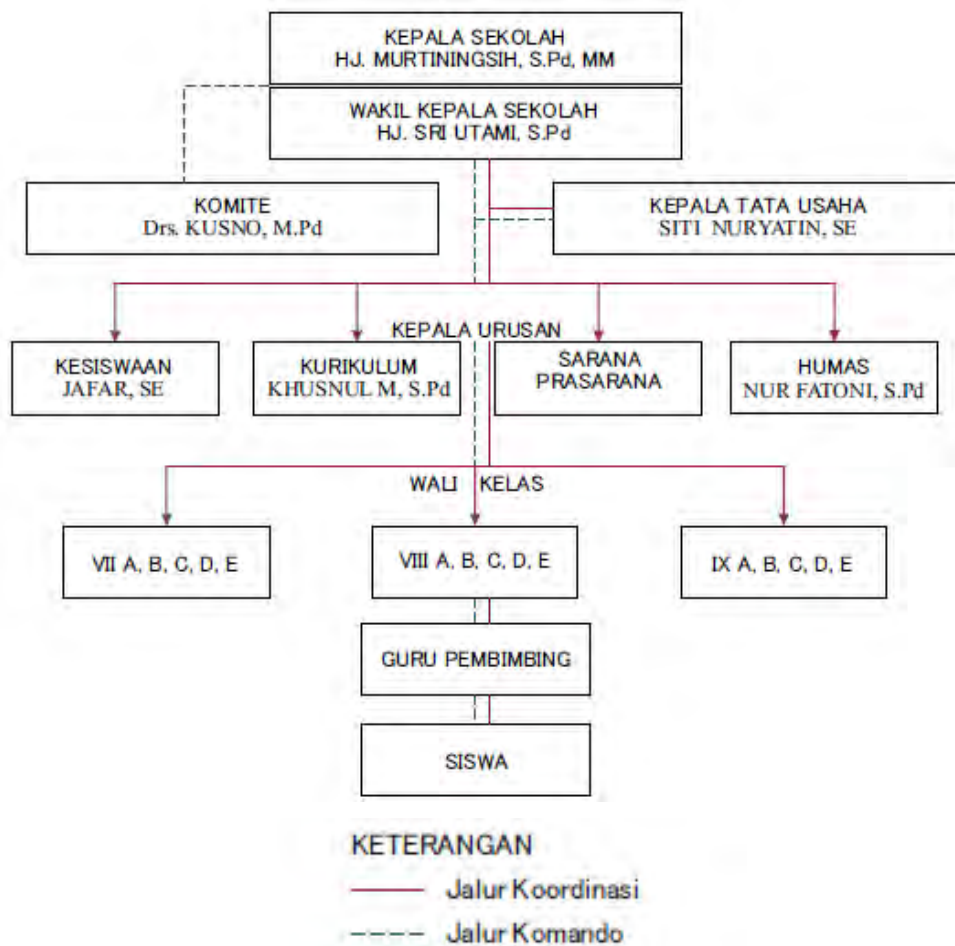 KEPALA SEKOLAH
HJ. MURTININGSIH, S.Pd, MM
WAKIL KEPALA SEKOLAH
HJ. SRI UTAMI, S.Pd
KOMITE
Drs. KUSNO, M.Pd
KEPALA TATA USAHA
SITI NURYATIN, SE
KEPALA URUSAN
KESISWAAN
JAFAR, SE
KURIKULUM
KHUSNUL M, S.Pd
SARANA
PRASARANA
HUMAS
NUR FATONI, S.Pd
WALI KELAS
VII A, B, C, D, E
VIII A, B, C, D, E
IX A, B, C, D, E
GURU PEMBIMBING
SISWA
KETERANGAN
Jalur Koordinasi
Jalur Komando